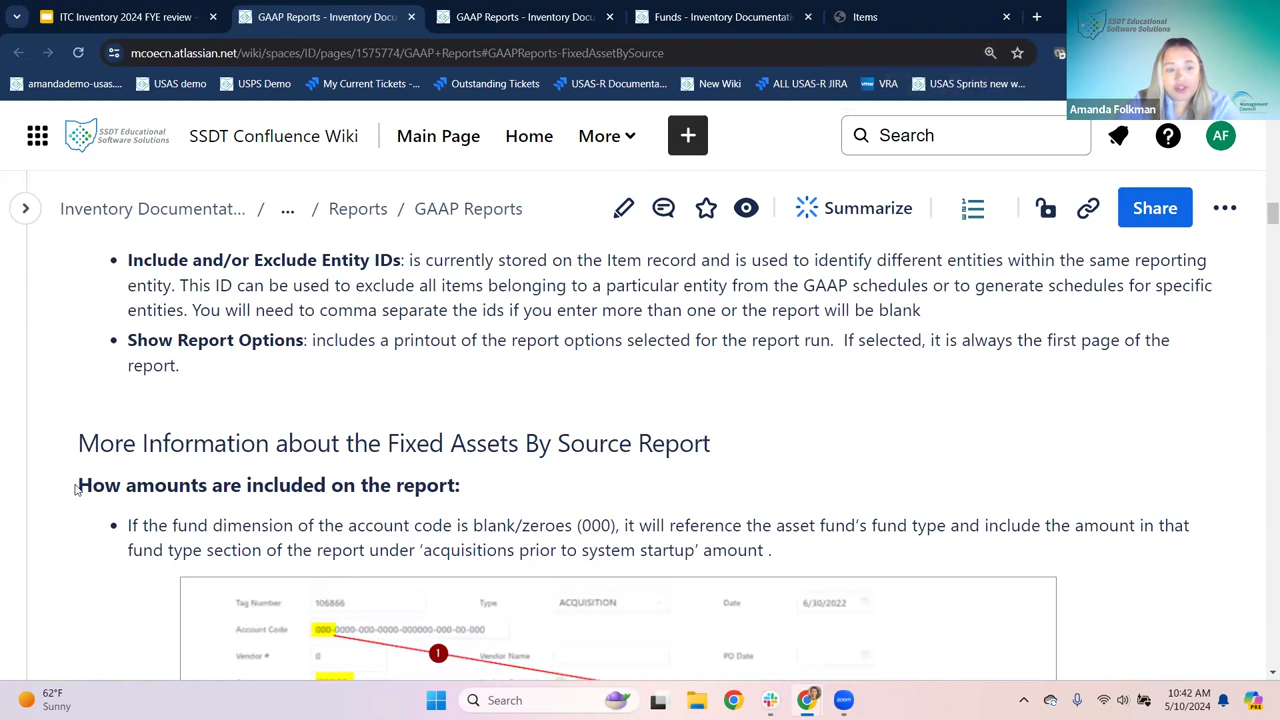 ITC Inventory 2024 FYE review -
GAAP Reports - Inventory Docu
GAAP Reports - Inventory Docu
Funds - Inventory Documentat
Items
SSDT Educational
Software Solutions
mcoecn.atlassian.net/wiki/spaces/ID/pages/1575774/GAAP+Reports#GAAPReports-FixedAssetBySource
amandademo-usas....
USAS demo
USPS Demo
My Current Tickets -...
Outstanding Tickets
USAS-R Documenta...
New Wiki
ALL USAS-R JIRA
VRA
USAS Sprints new w...
Amanda Folkman
Management
Council
SSDT Educational
Software Solutions
SSDT Confluence Wiki
Main Page
Home
More
Search
AF
Inventory Documentat... / ... / Reports / GAAP Reports
Summarize
Share
Include and/or Exclude Entity IDs: is currently stored on the Item record and is used to identify different entities within the same reporting
entity. This ID can be used to exclude all items belonging to a particular entity from the GAAP schedules or to generate schedules for specific
entities. You will need to comma separate the ids if you enter more than one or the report will be blank
Show Report Options: includes a printout of the report options selected for the report run. If selected, it is always the first page of the
report.
More Information about the Fixed Assets By Source Report
How amounts are included on the report:
If the fund dimension of the account code is blank/zeroes (000), it will reference the asset fund's fund type and include the amount in that
fund type section of the report under 'acquisitions prior to system startup' amount .
Tag Number 106866 Type ACQUISITION Date 6/30/2022
Account Code 000-0000-000-0000-000000-000-00-000
1
Vendor # 0 Vendor Name PO Date
62°F
Sunny
Search
zoom
10:42 AM
5/10/2024
PRE